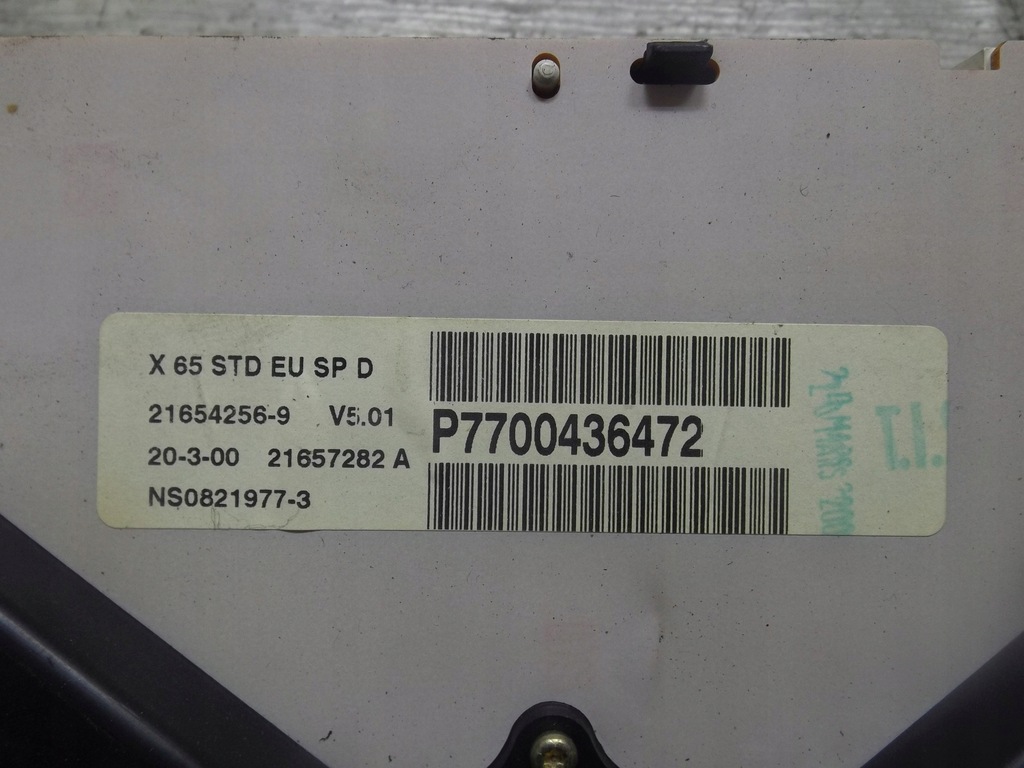 X 65 STD EU SP D
21654256-9 V5.01
20-3-00 21657282 A
NS0821977-3
P7700436472